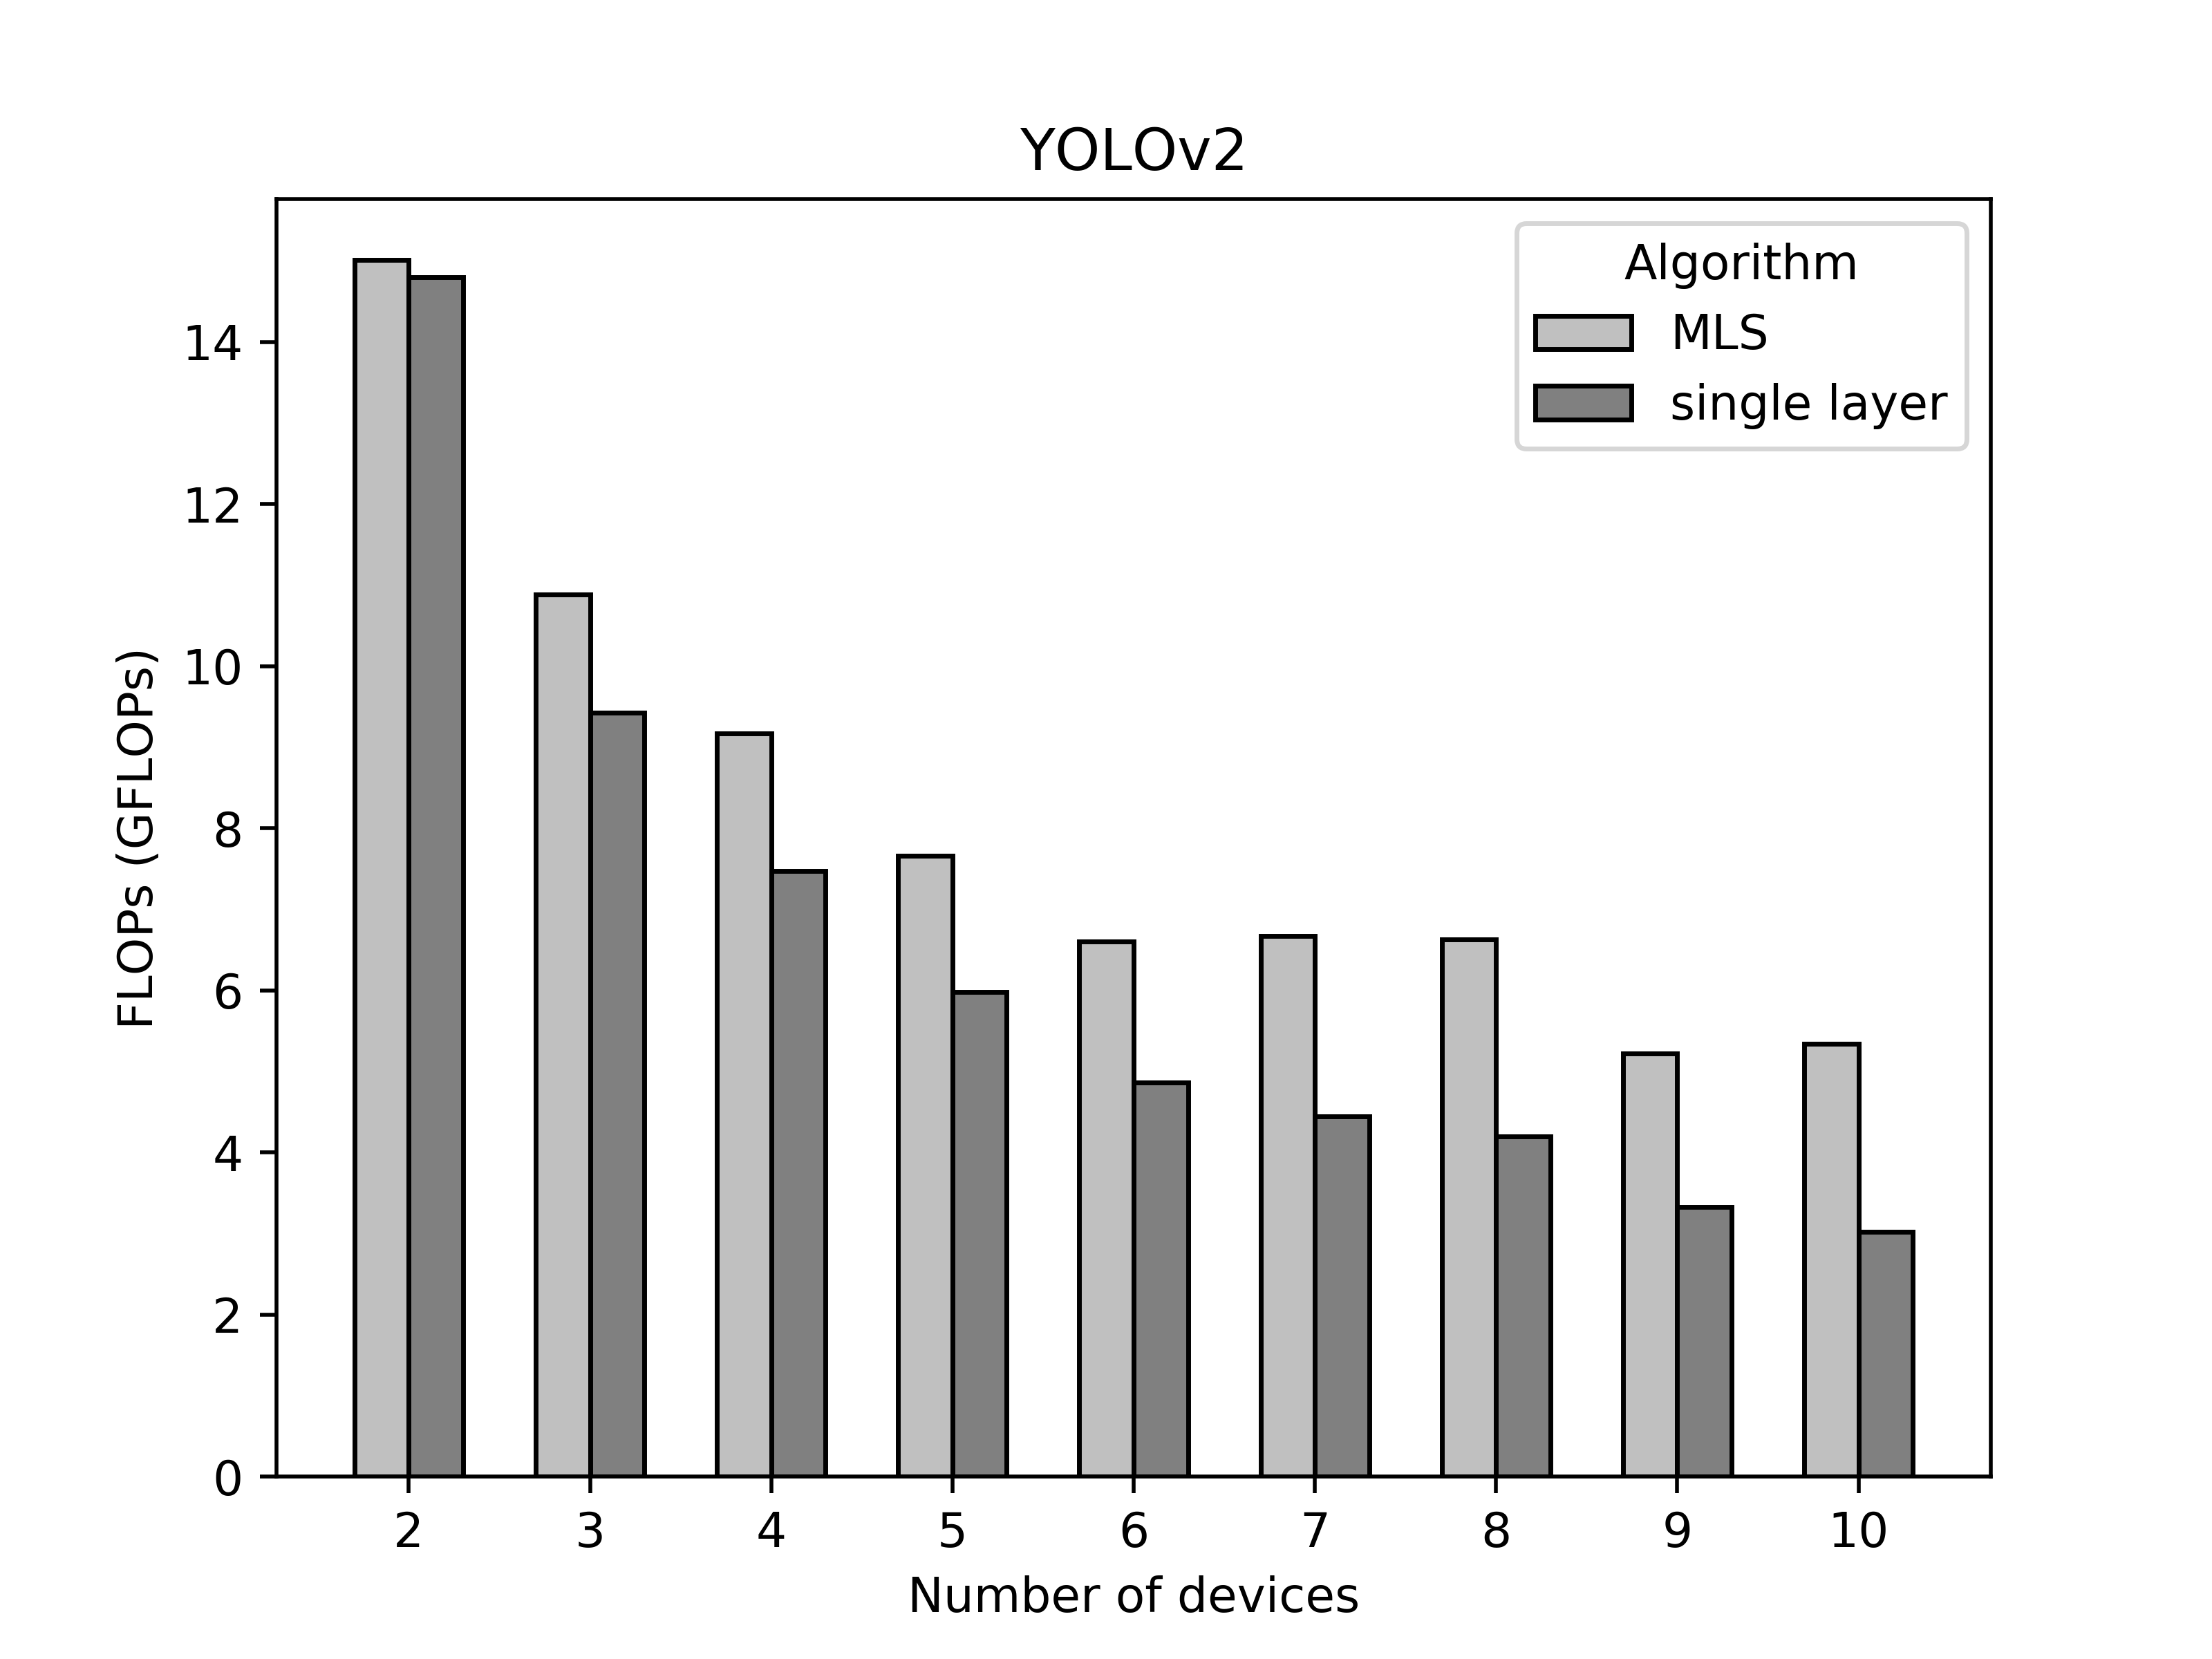 YOLOv2
Algorithm
MLS
single layer
FLOPs (GFLOPs)
14
12
10
8
6
4
2
0
2 3 4 5 6 7 8 9 10
Number of devices